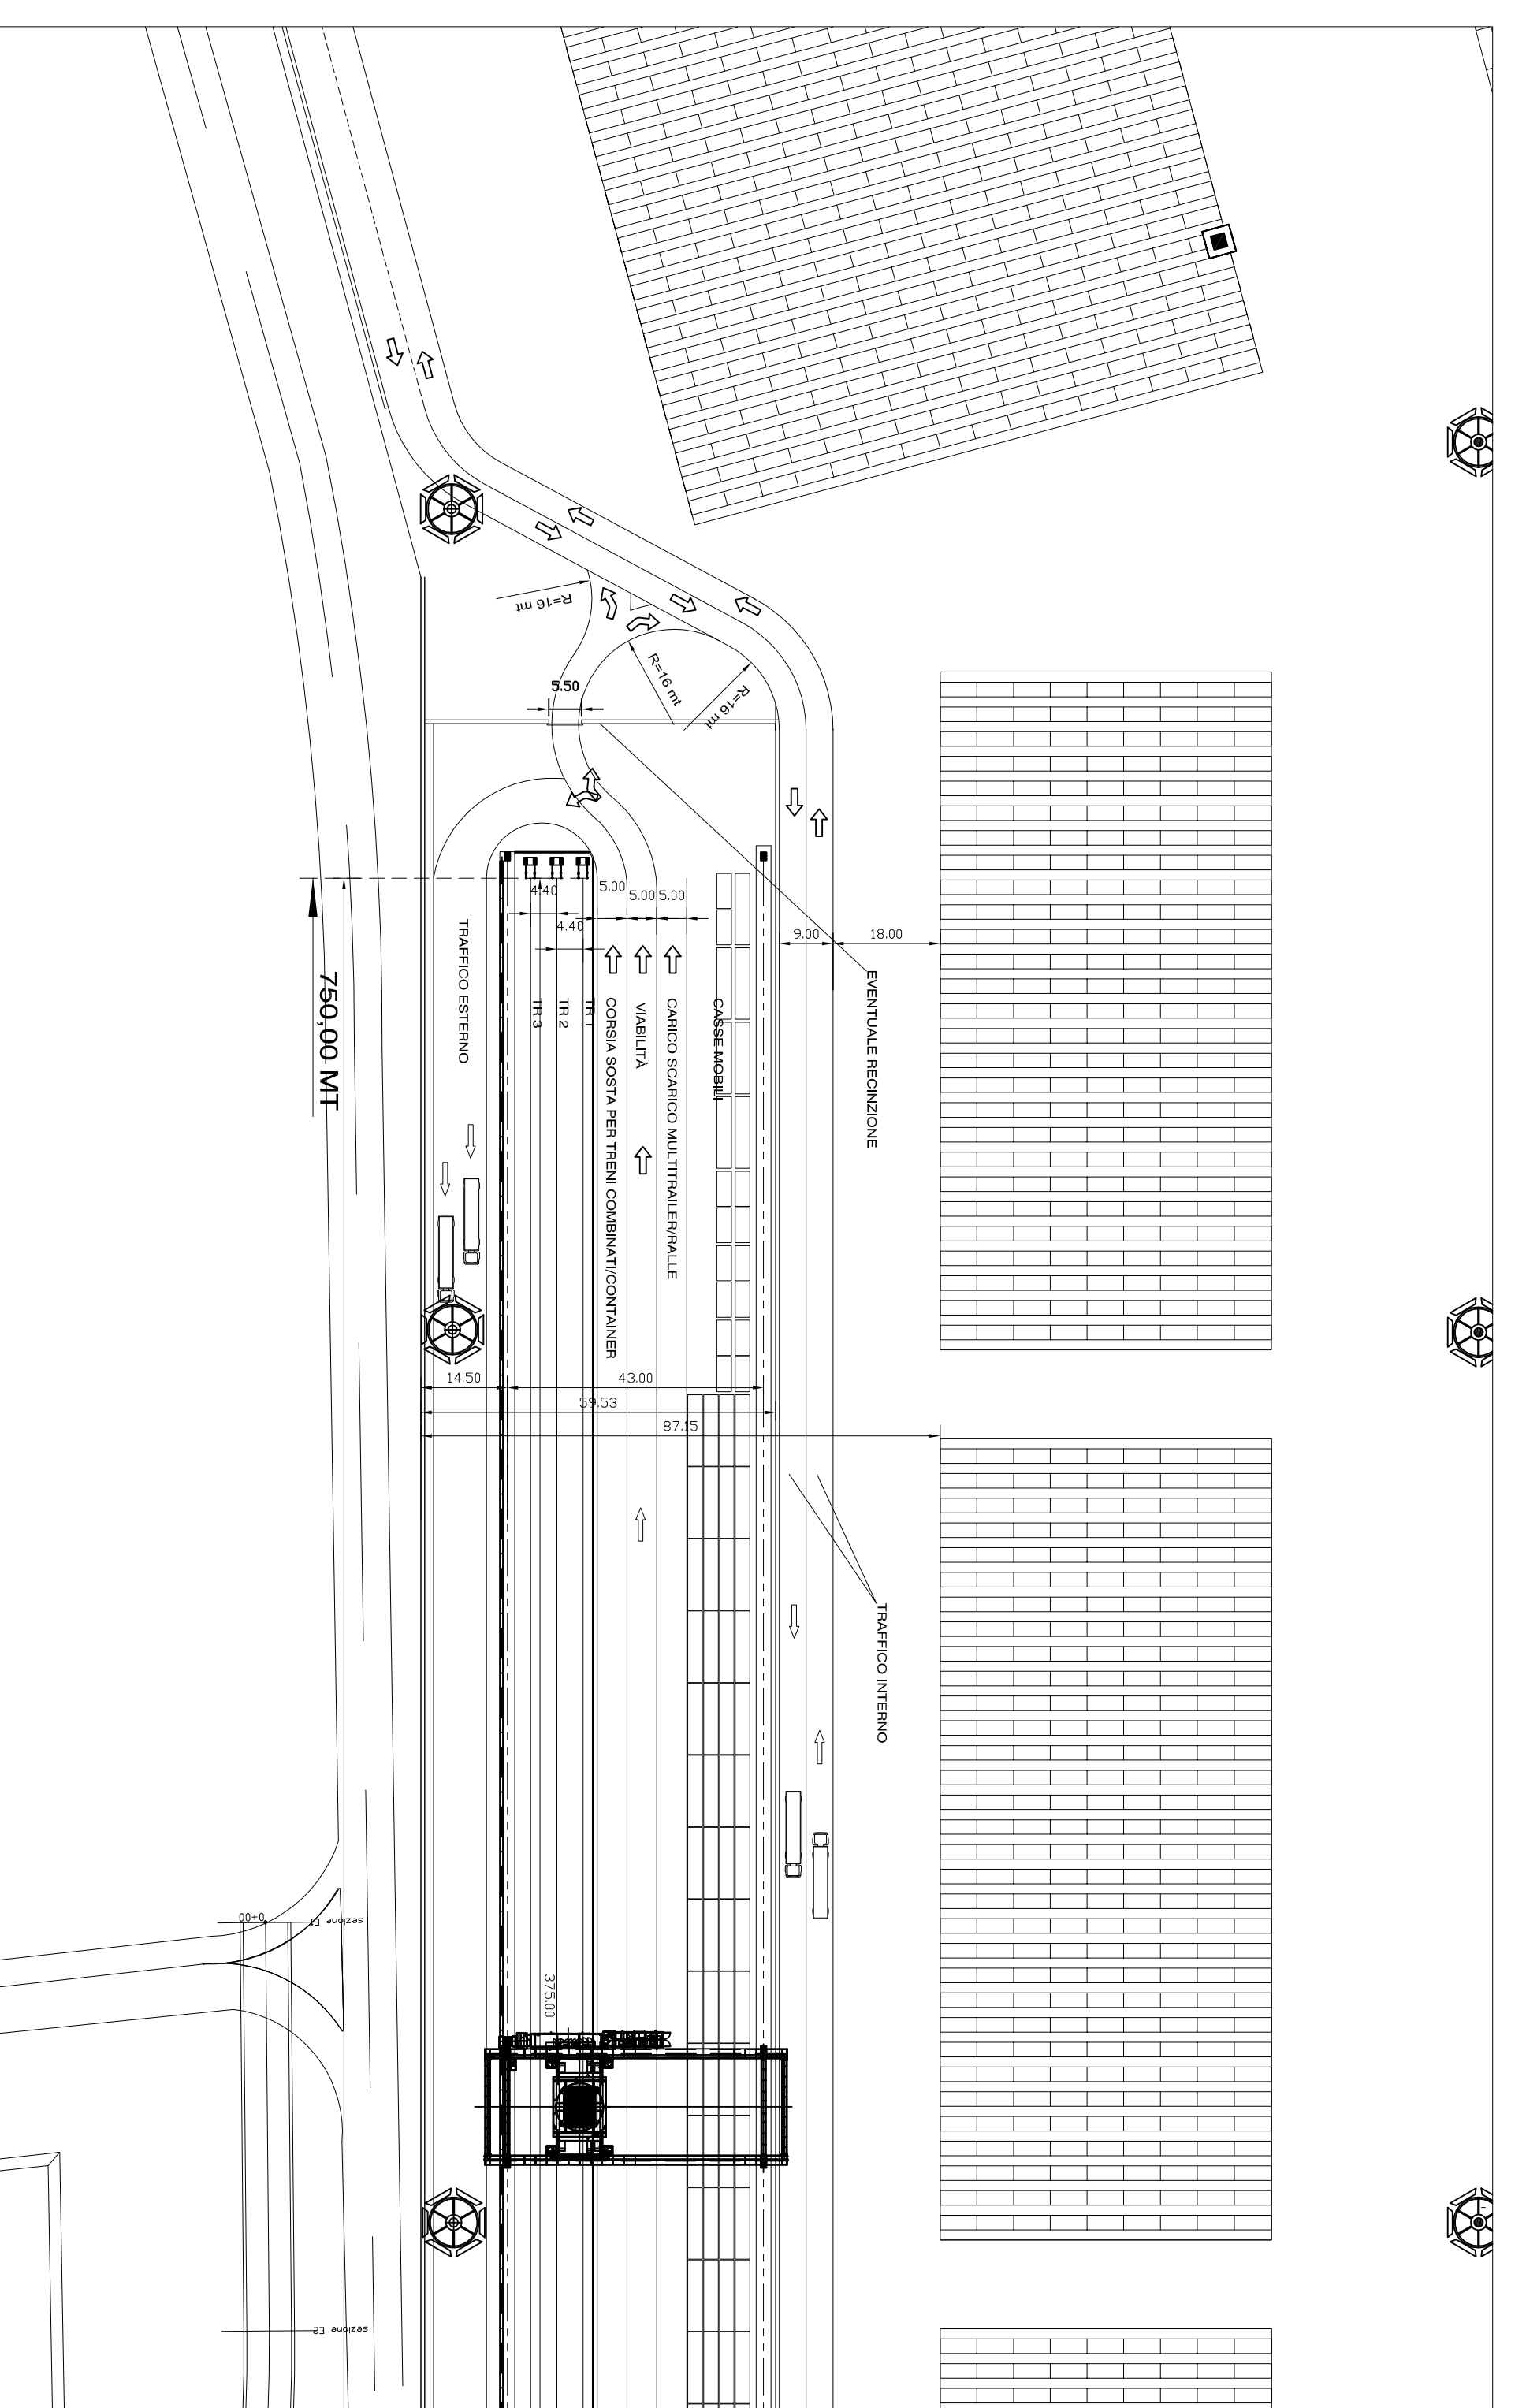 R=16 mt
R=16 mt
R=16 mt
5.50
4.40
5.00
5.00
5.00
4.40
9.00
18.00
750,00 MT
TRAFFICO ESTERNO
TR 3
TR 2
TR 1
CORSIA SOSTA PER TRENI COMBINATI/CONTAINER
VIABILITÀ
CARICO SCARICO MULTITRAILER/RALLE
CASSE MOBILI
EVENTUALE RECINZIONE
14.50
43.00
59.53
87.15
TRAFFICO INTERNO
0+00
sezione E1
375.00
sezione E2